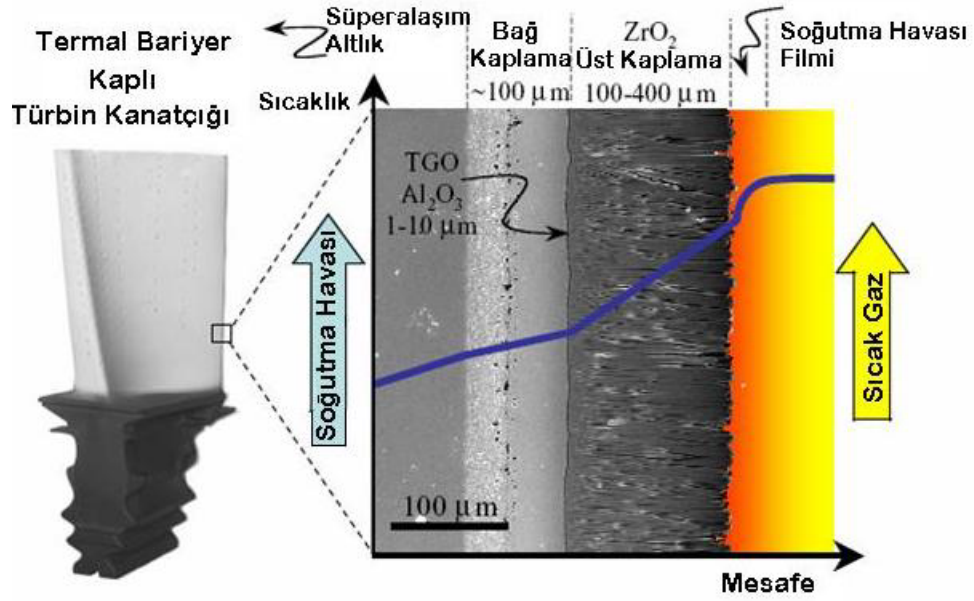 Termal Bariyer
Kaplı
Türbin Kanatçığı
Süperalaşım
Altlık
Sıcaklık
Bağ
Kaplama
~100 µm
ZrO₂
Üst Kaplama
100-400 µm
Soğutma Havası
Filmi
TGO
Al₂O₃
1-10 µm
Soğutma Havası
Sıcak Gaz
100 µm
Mesafe